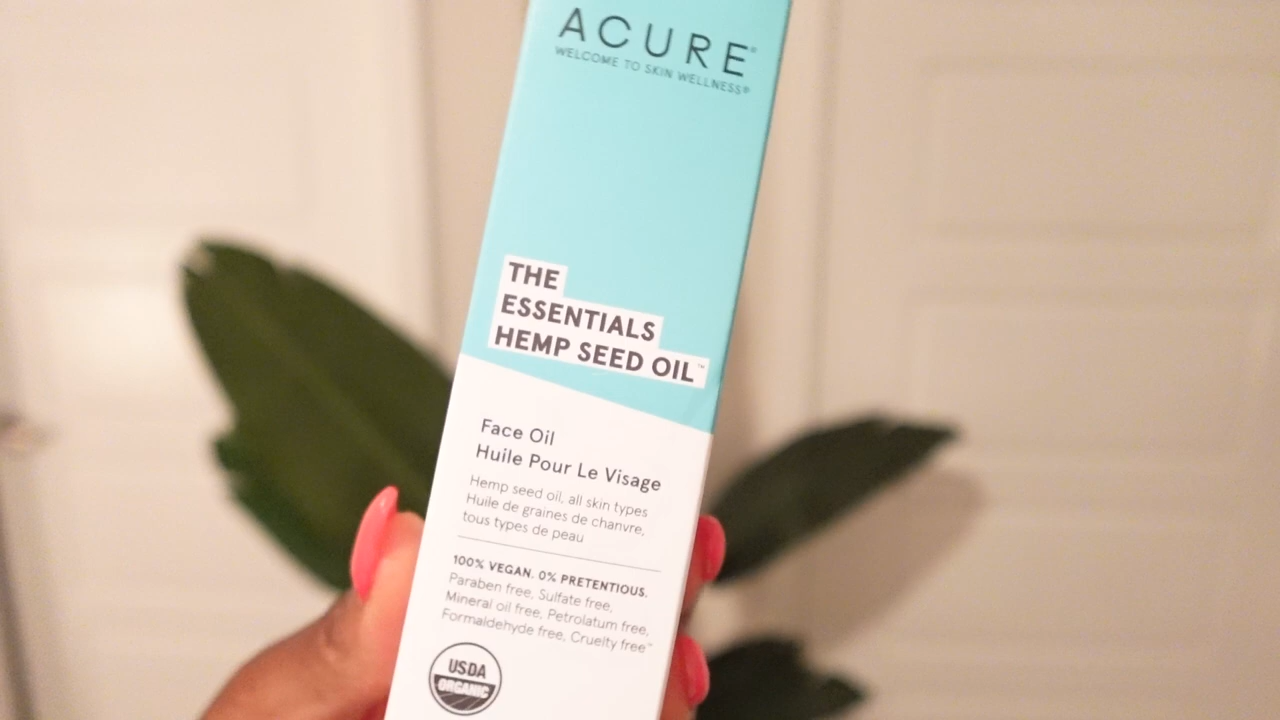 ACURE®
WELCOME TO SKIN WELLNESS®
THE
ESSENTIALS
HEMP SEED OIL™
Face Oil
Huile Pour Le Visage
Hemp seed oil, all skin types
Huile de graines de chanvre,
tous types de peau
100% VEGAN. 0% PRETENTIOUS.
Paraben free, Sulfate free,
Mineral oil free, Petrolatum free,
Formaldehyde free, Cruelty free™
USDA
ORGANIC